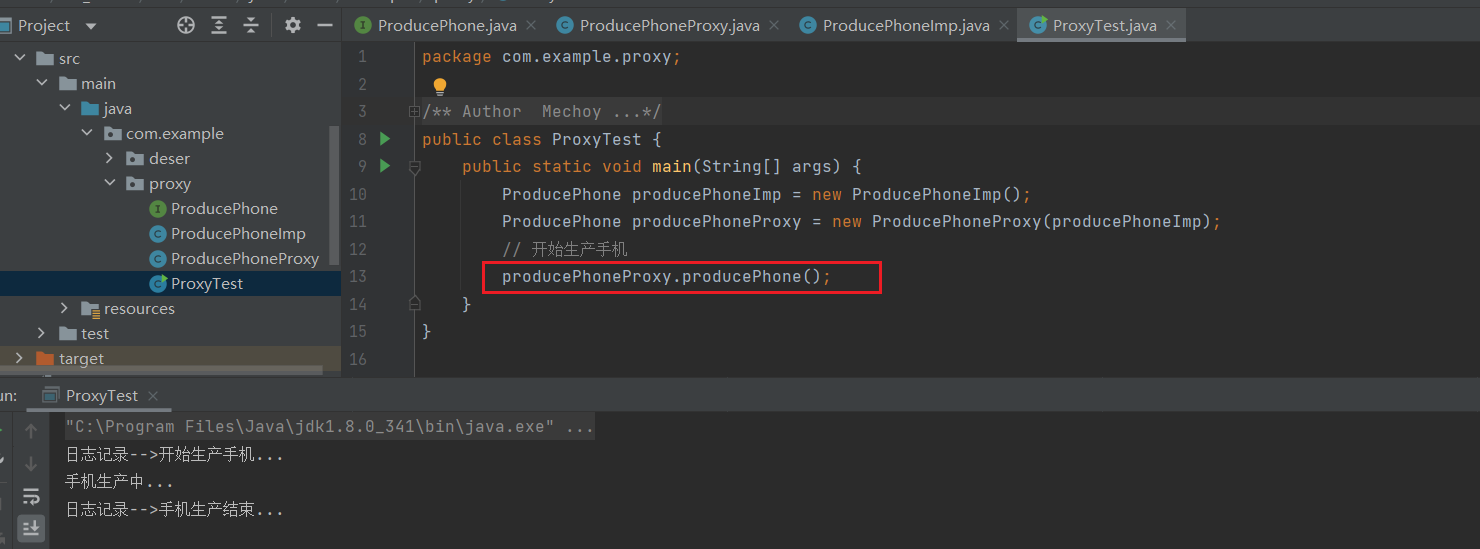 Project
ProducePhone.java
ProducePhoneProxy.java
ProducePhoneImp.java
ProxyTest.java
src
main
java
com.example
deser
proxy
ProducePhone
ProducePhoneImp
ProducePhoneProxy
ProxyTest
resources
test
target
1 package com.example.proxy;
2
3 /** Author  Mechoy ...*/
8 public class ProxyTest {
9 public static void main(String[] args) {
10 ProducePhone producePhoneImp = new ProducePhoneImp();
11 ProducePhone producePhoneProxy = new ProducePhoneProxy(producePhoneImp);
12 // 开始生产手机
13 producePhoneProxy.producePhone();
14 }
15 }
16
un:
ProxyTest
"C:\Program Files\Java\jdk1.8.0_341\bin\java.exe" ...
日志记录-->开始生产手机...
手机生产中...
日志记录-->手机生产结束...